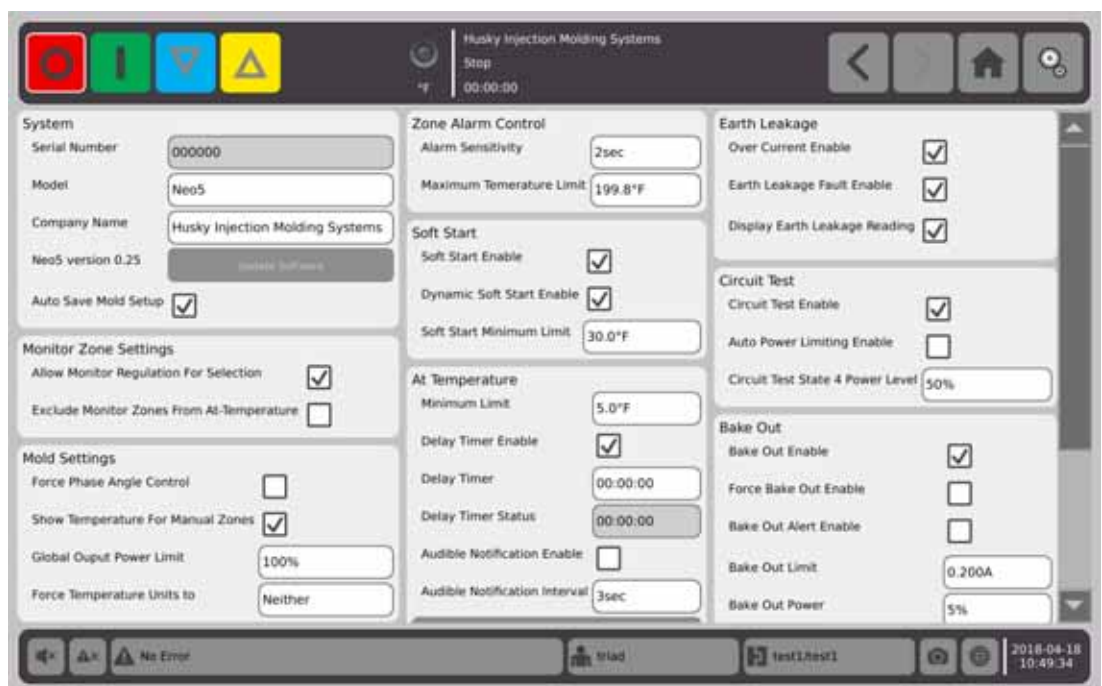 Husky Injection Molding Systems
Stop
°F
00:00:00
System
Serial Number
000000
Model
Neo5
Company Name
Husky Injection Molding Systems
Neo5 version 0.25
Update Software
Auto Save Mold Setup
Monitor Zone Settings
Allow Monitor Regulation For Selection
Exclude Monitor Zones From At-Temperature
Mold Settings
Force Phase Angle Control
Show Temperature For Manual Zones
Global Ouput Power Limit
100%
Force Temperature Units to
Neither
Zone Alarm Control
Alarm Sensitivity
2sec
Maximum Temerature Limit
199.8°F
Soft Start
Soft Start Enable
Dynamic Soft Start Enable
Soft Start Minimum Limit
30.0°F
At Temperature
Minimum Limit
5.0°F
Delay Timer Enable
Delay Timer
00:00:00
Delay Timer Status
00:00:00
Audible Notification Enable
Audible Notification Interval
3sec
Earth Leakage
Over Current Enable
Earth Leakage Fault Enable
Display Earth Leakage Reading
Circuit Test
Circuit Test Enable
Auto Power Limiting Enable
Circuit Test State 4 Power Level
50%
Bake Out
Bake Out Enable
Force Bake Out Enable
Bake Out Alert Enable
Bake Out Limit
0.200A
Bake Out Power
5%
No Error
triad
test1/test1
2018-04-18
10:49:34